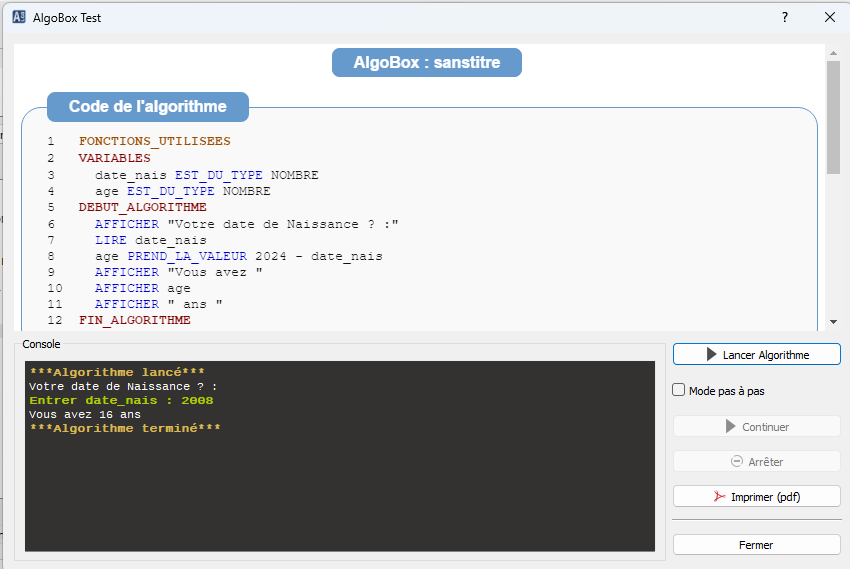 AlgoBox Test
?
AlgoBox : sanstitre
Code de l'algorithme
1 FONCTIONS_UTILISEES
2 VARIABLES
3 date_nais EST_DU_TYPE NOMBRE
4 age EST_DU_TYPE NOMBRE
5 DEBUT_ALGORITHME
6 AFFICHER "Votre date de Naissance ? :"
7 LIRE date_nais
8 age PREND_LA_VALEUR 2024 - date_nais
9 AFFICHER "Vous avez "
10 AFFICHER age
11 AFFICHER " ans "
12 FIN_ALGORITHME
Console
***Algorithme lancé***
Votre date de Naissance ? :
Entrer date_nais : 2008
Vous avez 16 ans
***Algorithme terminé***
Lancer Algorithme
Mode pas à pas
Continuer
Arrêter
Imprimer (pdf)
Fermer